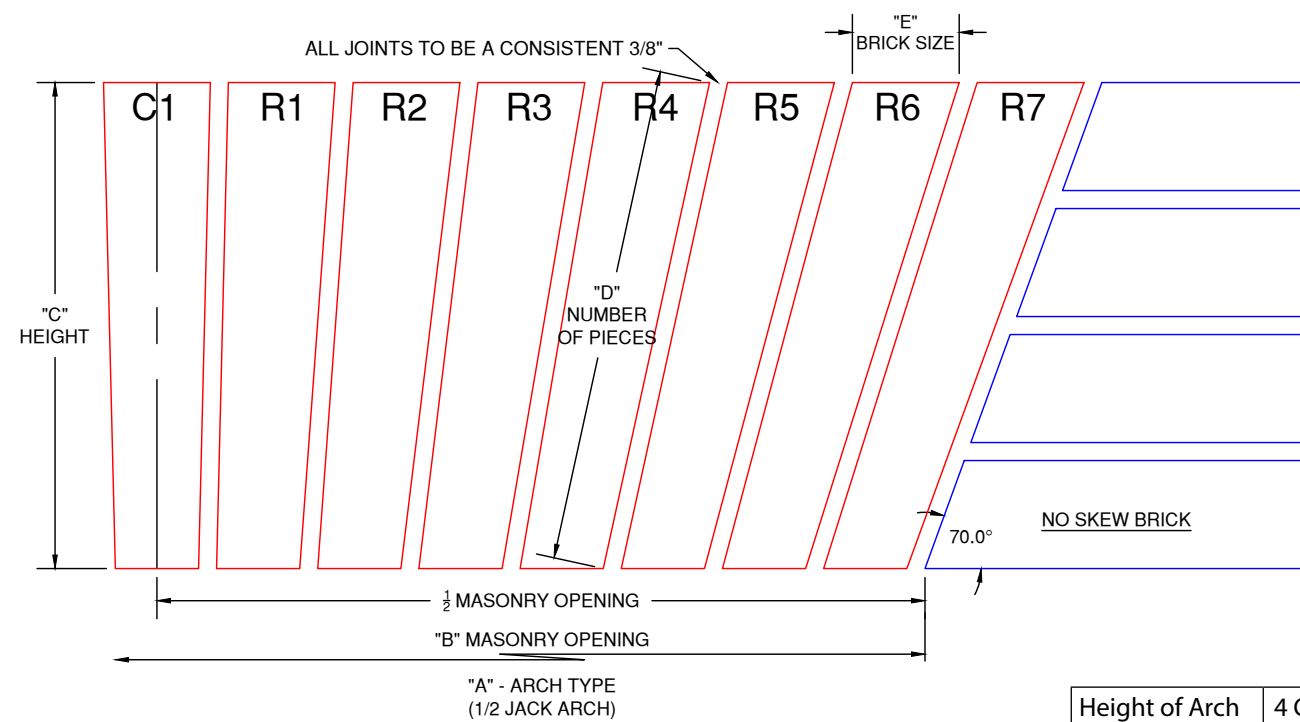 "E"
BRICK SIZE
ALL JOINTS TO BE A CONSISTENT 3/8"
C1 R1 R2 R3 R4 R5 R6 R7
"C"
HEIGHT
"D"
NUMBER
OF PIECES
NO SKEW BRICK
70.0°
½ MASONRY OPENING
"B" MASONRY OPENING
"A" - ARCH TYPE
(1/2 JACK ARCH)
Height of Arch 4